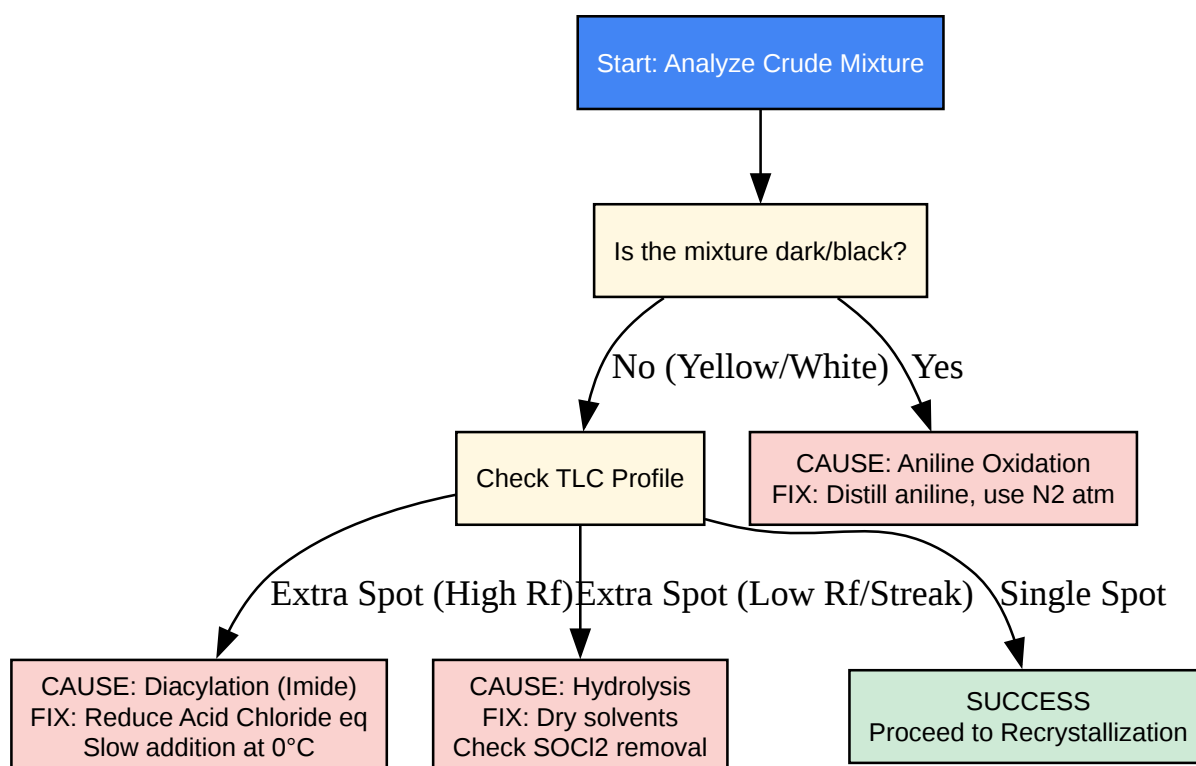 Start: Analyze Crude Mixture
Is the mixture dark/black?
No (Yellow/White)
Yes
Check TLC Profile
CAUSE: Aniline Oxidation
FIX: Distill aniline, use N2 atm
Extra Spot (High Rf)
Extra Spot (Low Rf/Streak)
Single Spot
CAUSE: Diacylation (Imide)
FIX: Reduce Acid Chloride eq
Slow addition at 0°C
CAUSE: Hydrolysis
FIX: Dry solvents
Check SOCl2 removal
SUCCESS
Proceed to Recrystallization